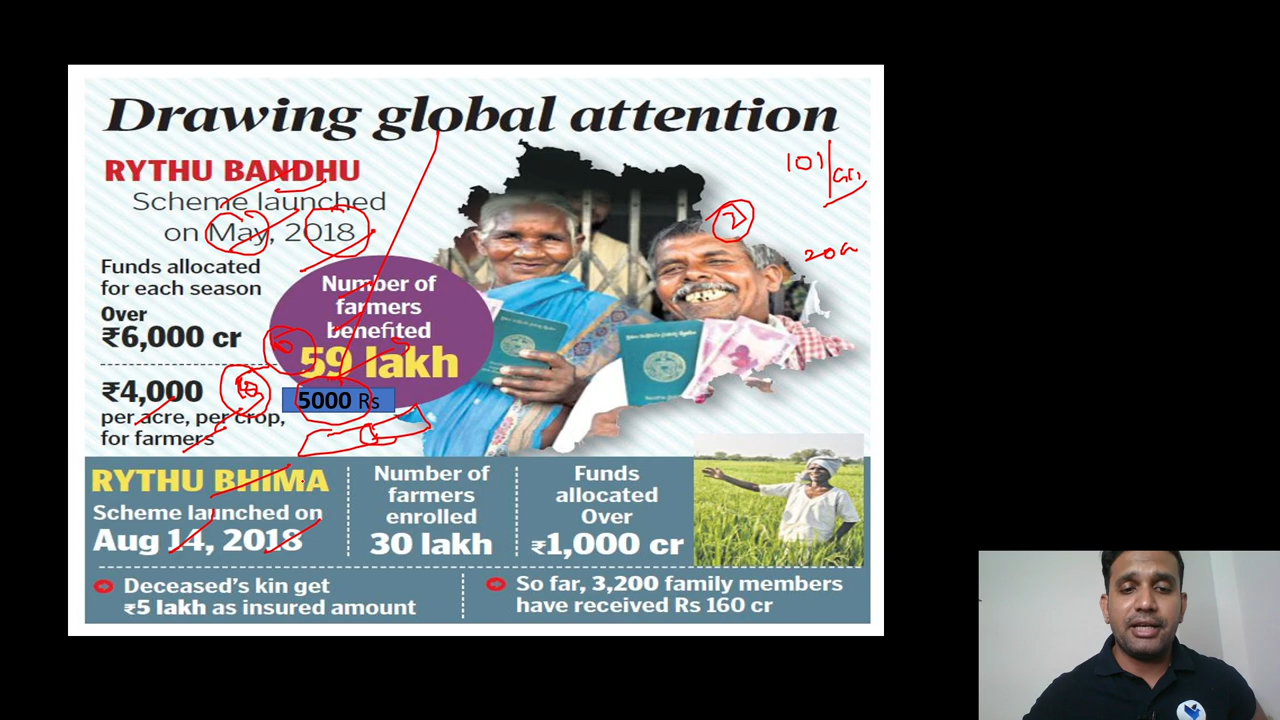 Drawing global attention
RYTHU BANDHU
Scheme launched
on May, 2018
Funds allocated
for each season
Over
₹6,000 cr
₹4,000
per acre, per crop,
for farmers
Number of
farmers
benefited
59 lakh
5000 Rs
RYTHU BHIMA
Scheme launched on
Aug 14, 2018
Number of
farmers
enrolled
30 lakh
Funds
allocated
Over
₹1,000 cr
Deceased's kin get
₹5 lakh as insured amount
So far, 3,200 family members
have received Rs 160 cr